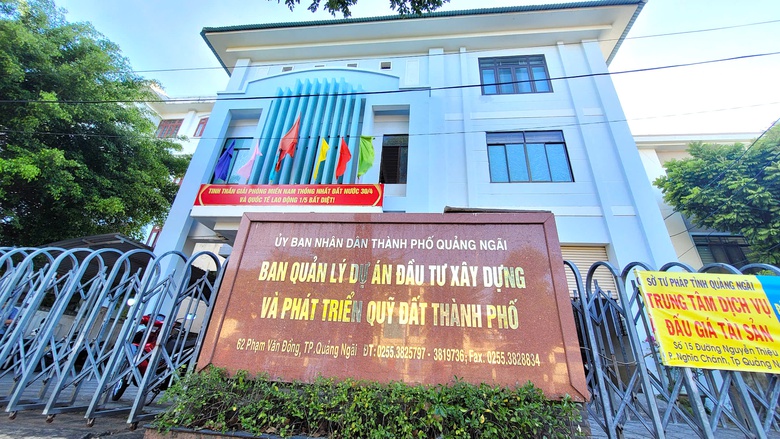 TINH THẦN GIẢI PHÓNG MIỀN NAM THỐNG NHẤT ĐẤT NƯỚC 30/4
VÀ QUỐC TẾ LAO ĐỘNG 1/5 BẤT DIỆT!
ỦY BAN NHÂN DÂN THÀNH PHỐ QUẢNG NGÃI
BAN QUẢN LÝ DỰ ÁN ĐẦU TƯ XÂY DỰNG
VÀ PHÁT TRIỂN QUỸ ĐẤT THÀNH PHỐ
62 Phạm Văn Đồng, TP.Quảng Ngãi ĐT: 0255.3825797 - 3819736; Fax: 0255.3828834
SỞ TƯ PHÁP TỈNH QUẢNG NGÃI
TRUNG TÂM DỊCH VỤ
ĐẤU GIÁ TÀI SẢN
Số 15 Đường Nguyễn Thiệu
P. Nghĩa Chánh, Tp Quảng